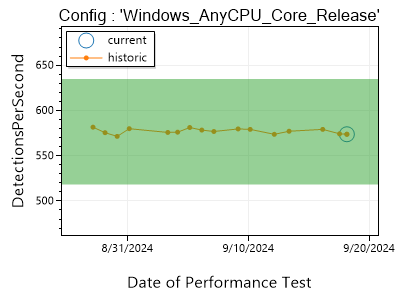 Config : 'Windows_AnyCPU_Core_Release'
current
historic
DetectionsPerSecond
650
600
550
500
8/31/2024
9/10/2024
9/20/2024
Date of Performance Test